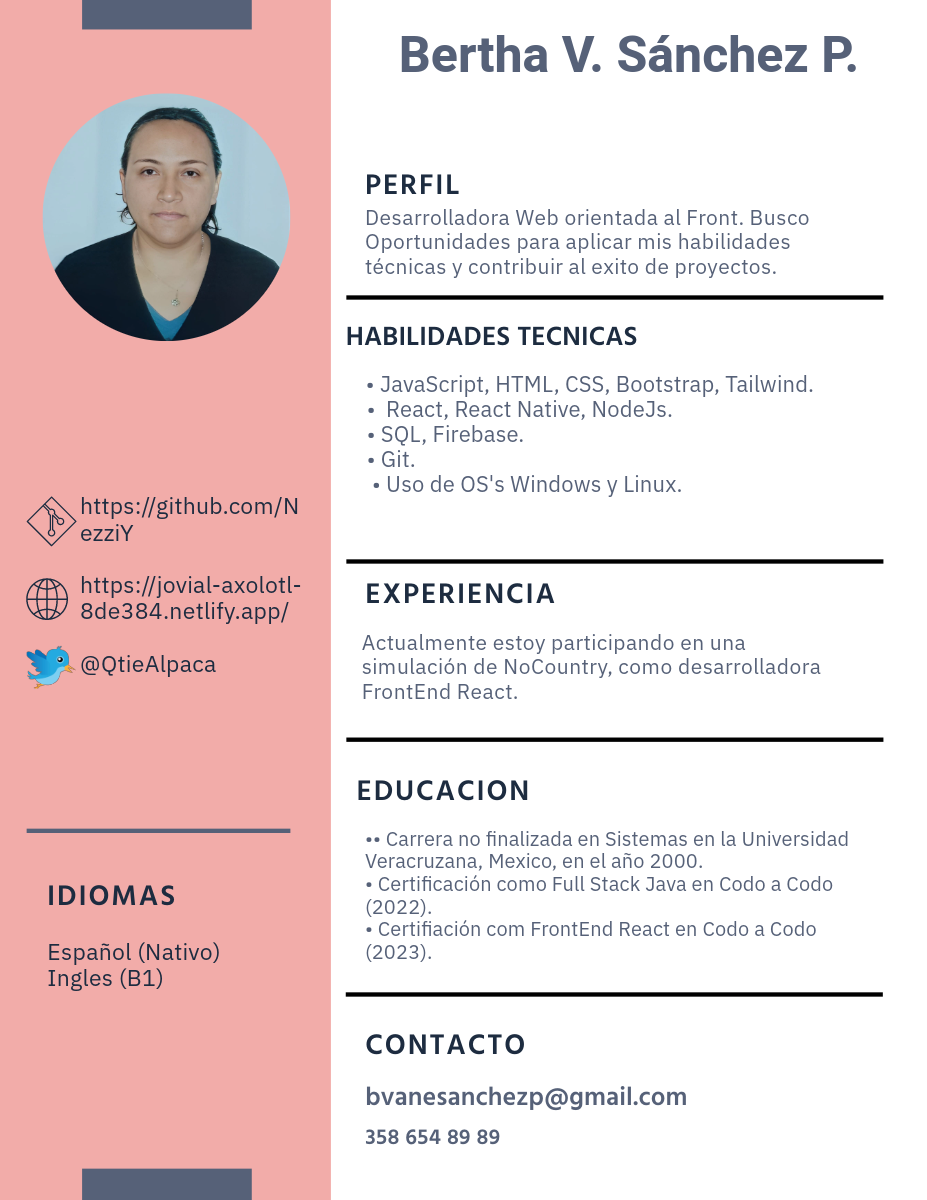 Bertha V. Sánchez P.
PERFIL
Desarrolladora Web orientada al Front. Busco
Oportunidades para aplicar mis habilidades
técnicas y contribuir al exito de proyectos.
HABILIDADES TECNICAS
• JavaScript, HTML, CSS, Bootstrap, Tailwind.
• React, React Native, NodeJs.
• SQL, Firebase.
• Git.
• Uso de OS's Windows y Linux.
https://github.com/N
ezziY
https://jovial-axolotl-
8de384.netlify.app/
@QtieAlpaca
EXPERIENCIA
Actualmente estoy participando en una
simulación de NoCountry, como desarrolladora
FrontEnd React.
EDUCACION
•• Carrera no finalizada en Sistemas en la Universidad
Veracruzana, Mexico, en el año 2000.
• Certificación como Full Stack Java en Codo a Codo
(2022).
• Certifiación com FrontEnd React en Codo a Codo
(2023).
IDIOMAS
Español (Nativo)
Ingles (B1)
CONTACTO
bvanesanchezp@gmail.com
358 654 89 89